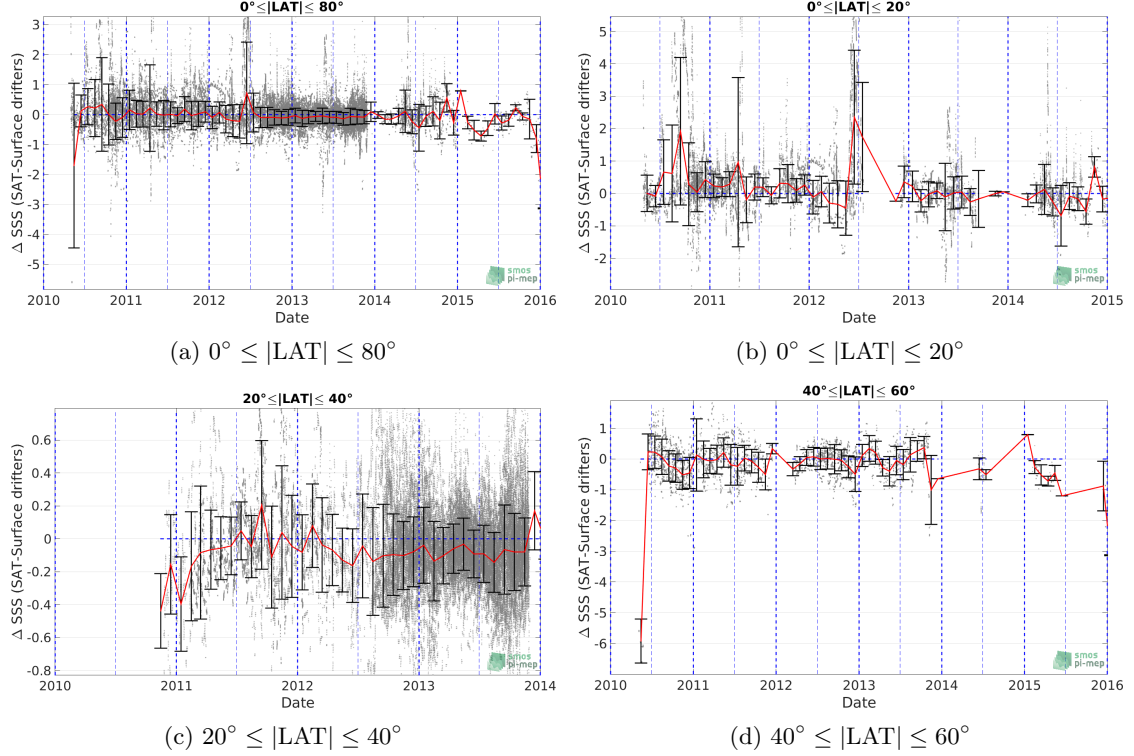 0°≤|LAT|≤ 80°
3
2
1
0
-1
-2
-3
-4
-5
Δ SSS (SAT-Surface drifters)
smos
pi-mep
2010 2011 2012 2013 2014 2015 2016
Date
(a) 0° ≤ |LAT| ≤ 80°
0°≤|LAT|≤ 20°
5
4
3
2
1
0
-1
-2
Δ SSS (SAT-Surface drifters)
smos
pi-mep
2010 2011 2012 2013 2014 2015
Date
(b) 0° ≤ |LAT| ≤ 20°
20°≤|LAT|≤ 40°
0.6
0.4
0.2
0
-0.2
-0.4
-0.6
-0.8
Δ SSS (SAT-Surface drifters)
smos
pi-mep
2010 2011 2012 2013 2014
Date
(c) 20° ≤ |LAT| ≤ 40°
40°≤|LAT|≤ 60°
1
0
-1
-2
-3
-4
-5
-6
Δ SSS (SAT-Surface drifters)
smos
pi-mep
2010 2011 2012 2013 2014 2015 2016
Date
(d) 40° ≤ |LAT| ≤ 60°